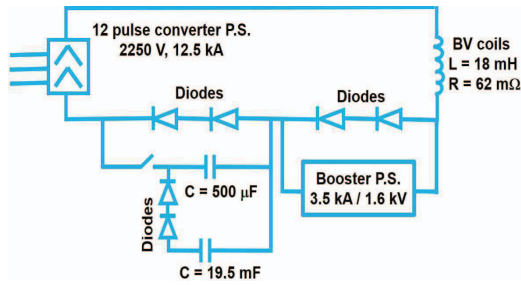 12 pulse converter P.S.
2250 V, 12.5 kA
BV coils
L = 18 mH
R = 62 mΩ
Diodes
Diodes
C = 500 μF
Booster P.S.
3.5 kA / 1.6 kV
Diodes
C = 19.5 mF